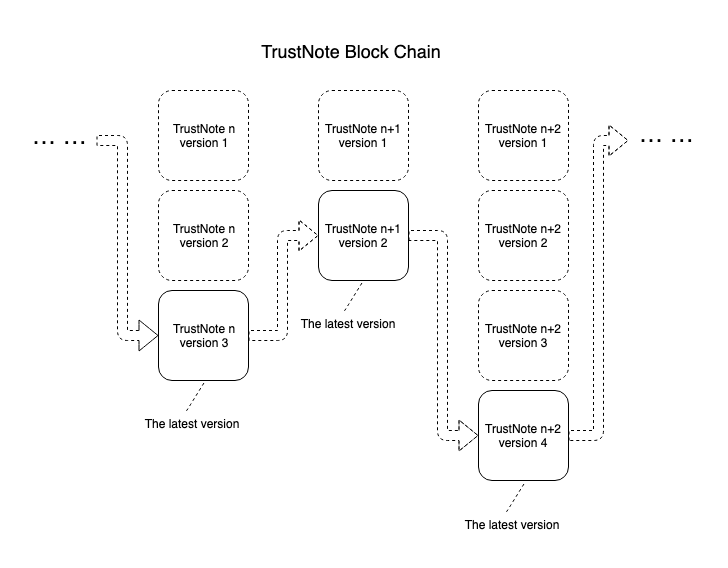 TrustNote Block Chain
... ...
TrustNote n
version 1
TrustNote n+1
version 1
TrustNote n+2
version 1
... ...
TrustNote n
version 2
TrustNote n+1
version 2
TrustNote n+2
version 2
TrustNote n
version 3
The latest version
TrustNote n+2
version 3
The latest version
TrustNote n+2
version 4
The latest version